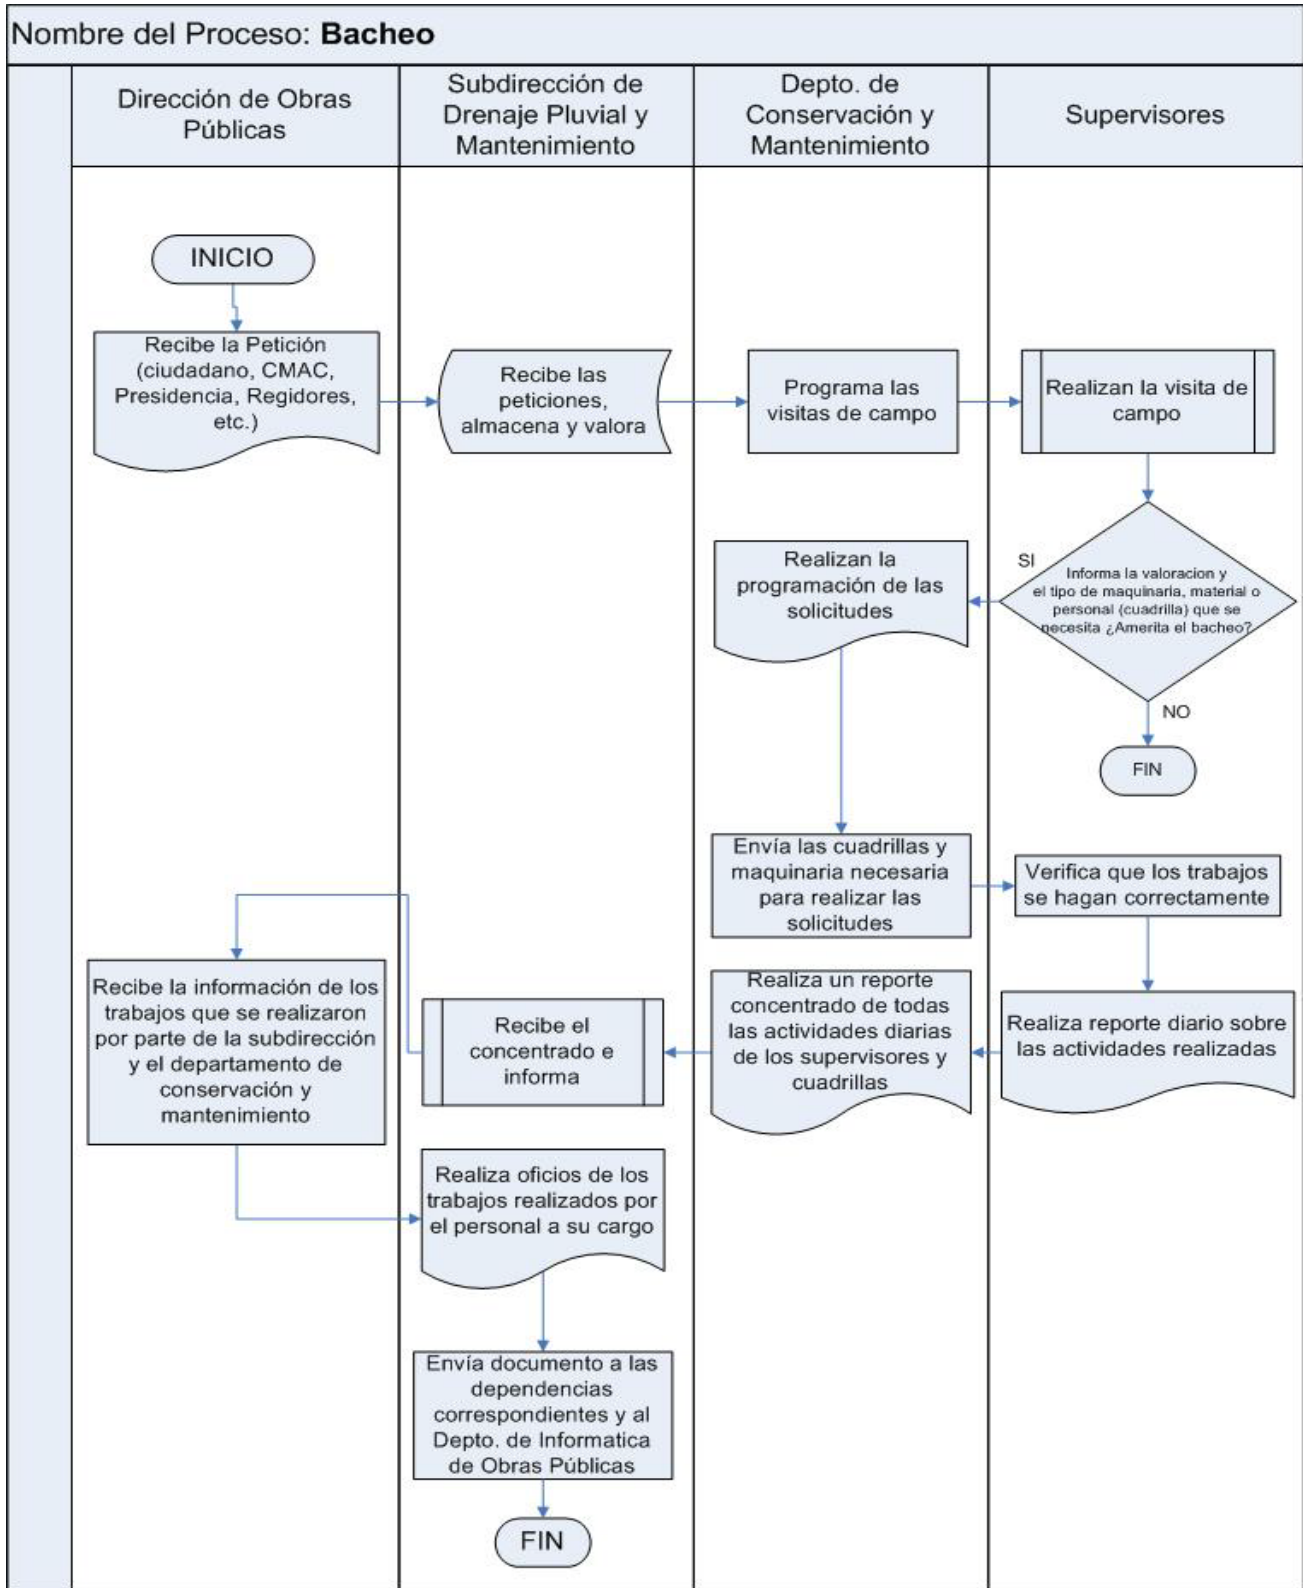 Nombre del Proceso: Bacheo
Dirección de Obras
Públicas
Subdirección de
Drenaje Pluvial y
Mantenimiento
Depto. de
Conservación y
Mantenimiento
Supervisores
INICIO
Recibe la Petición
(ciudadano, CMAC,
Presidencia, Regidores,
etc.)
Recibe las
peticiones,
almacena y valora
Programa las
visitas de campo
Realizan la visita de
campo
Informa la valoracion y
el tipo de maquinaria, material o
personal (cuadrilla) que se
necesita ¿Amerita el bacheo?
SI
NO
FIN
Realizan la
programación de las
solicitudes
Envía las cuadrillas y
maquinaria necesaria
para realizar las
solicitudes
Verifica que los trabajos
se hagan correctamente
Realiza reporte diario sobre
las actividades realizadas
Realiza un reporte
concentrado de todas
las actividades diarias
de los supervisores y
cuadrillas
Recibe el
concentrado e
informa
Recibe la información de los
trabajos que se realizaron
por parte de la subdirección
y el departamento de
conservación y
mantenimiento
Realiza oficios de los
trabajos realizados por
el personal a su cargo
Envía documento a las
dependencias
correspondientes y al
Depto. de Informatica
de Obras Públicas
FIN